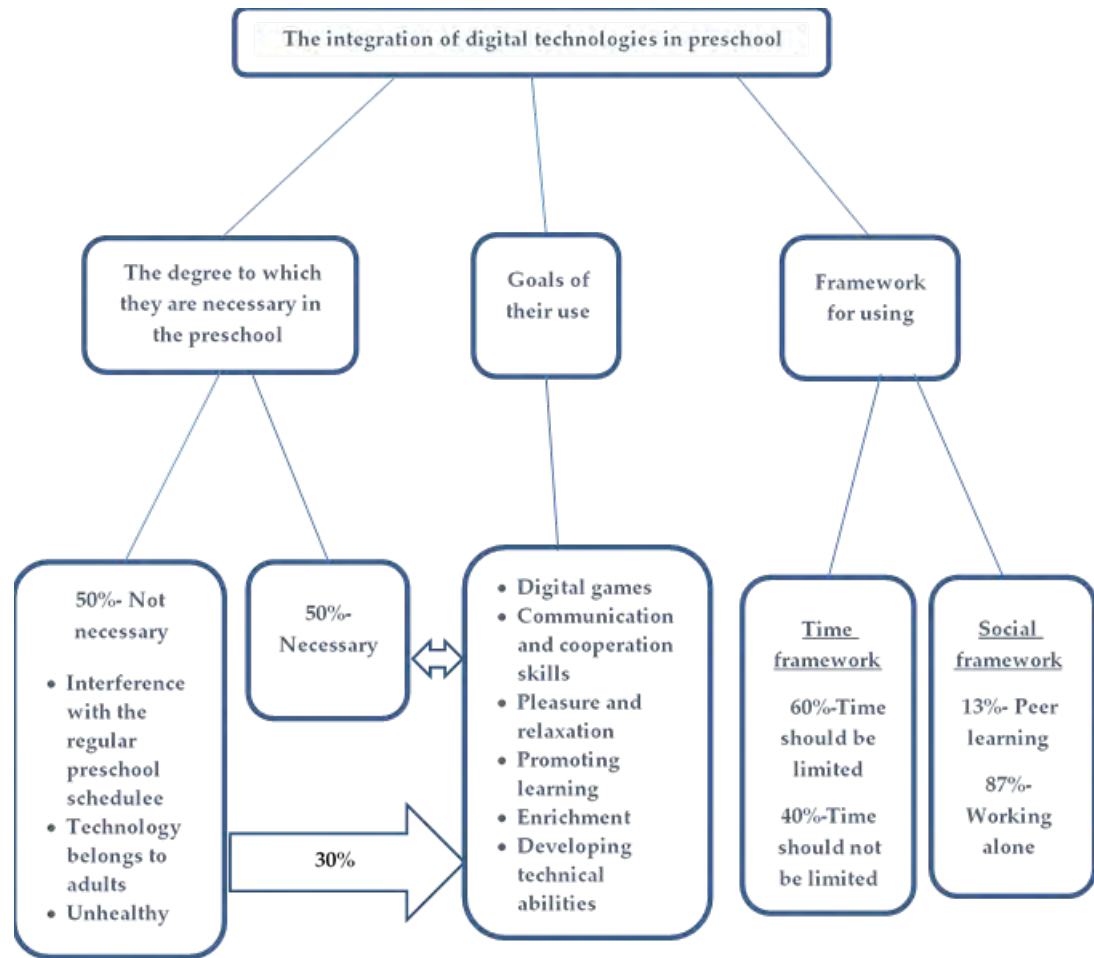 The integration of digital technologies in preschool
The degree to which
they are necessary in
the preschool
Goals of
their use
Framework
for using
50%- Not
necessary
• Interference
with the
regular
preschool
schedulee
• Technology
belongs to
adults
• Unhealthy
50%-
Necessary
30%
• Digital games
• Communication
and cooperation
skills
• Pleasure and
relaxation
• Promoting
learning
• Enrichment
• Developing
technical
abilities
Time
framework
60%-Time
should be
limited
40%-Time
should not
be limited
Social
framework
13%- Peer
learning
87%-
Working
alone